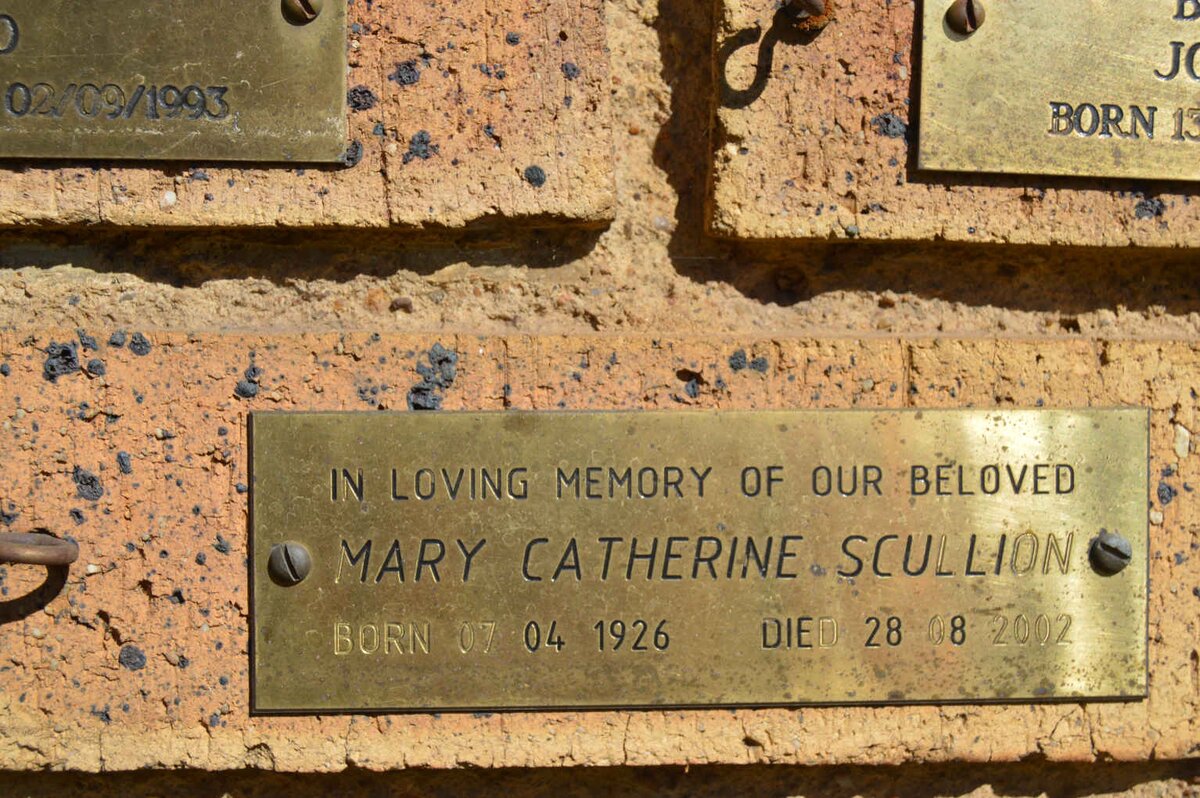 02/09/1993
BORN
IN LOVING MEMORY OF OUR BELOVED
MARY CATHERINE SCULLION
BORN 07 04 1926 DIED 28 08 2002